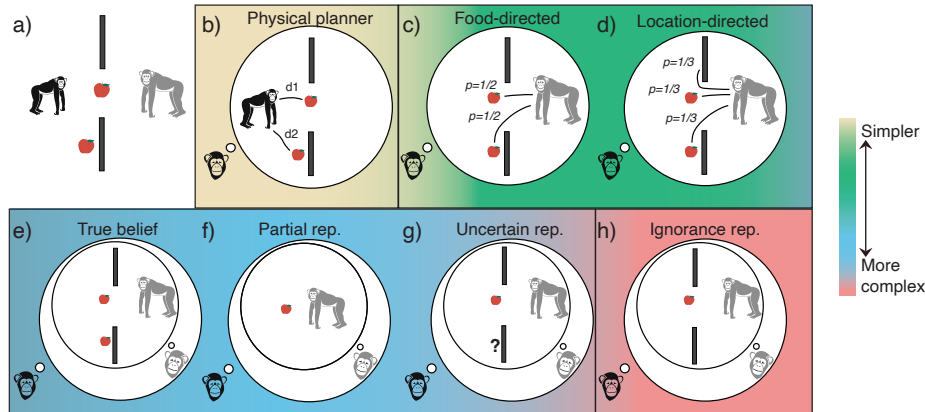 a)
b)
Physical planner
d1
d2
c)
Food-directed
p=1/2
p=1/2
d)
Location-directed
p=1/3
p=1/3
p=1/3
Simpler
More
complex
e)
True belief
f)
Partial rep.
g)
Uncertain rep.
?
h)
Ignorance rep.